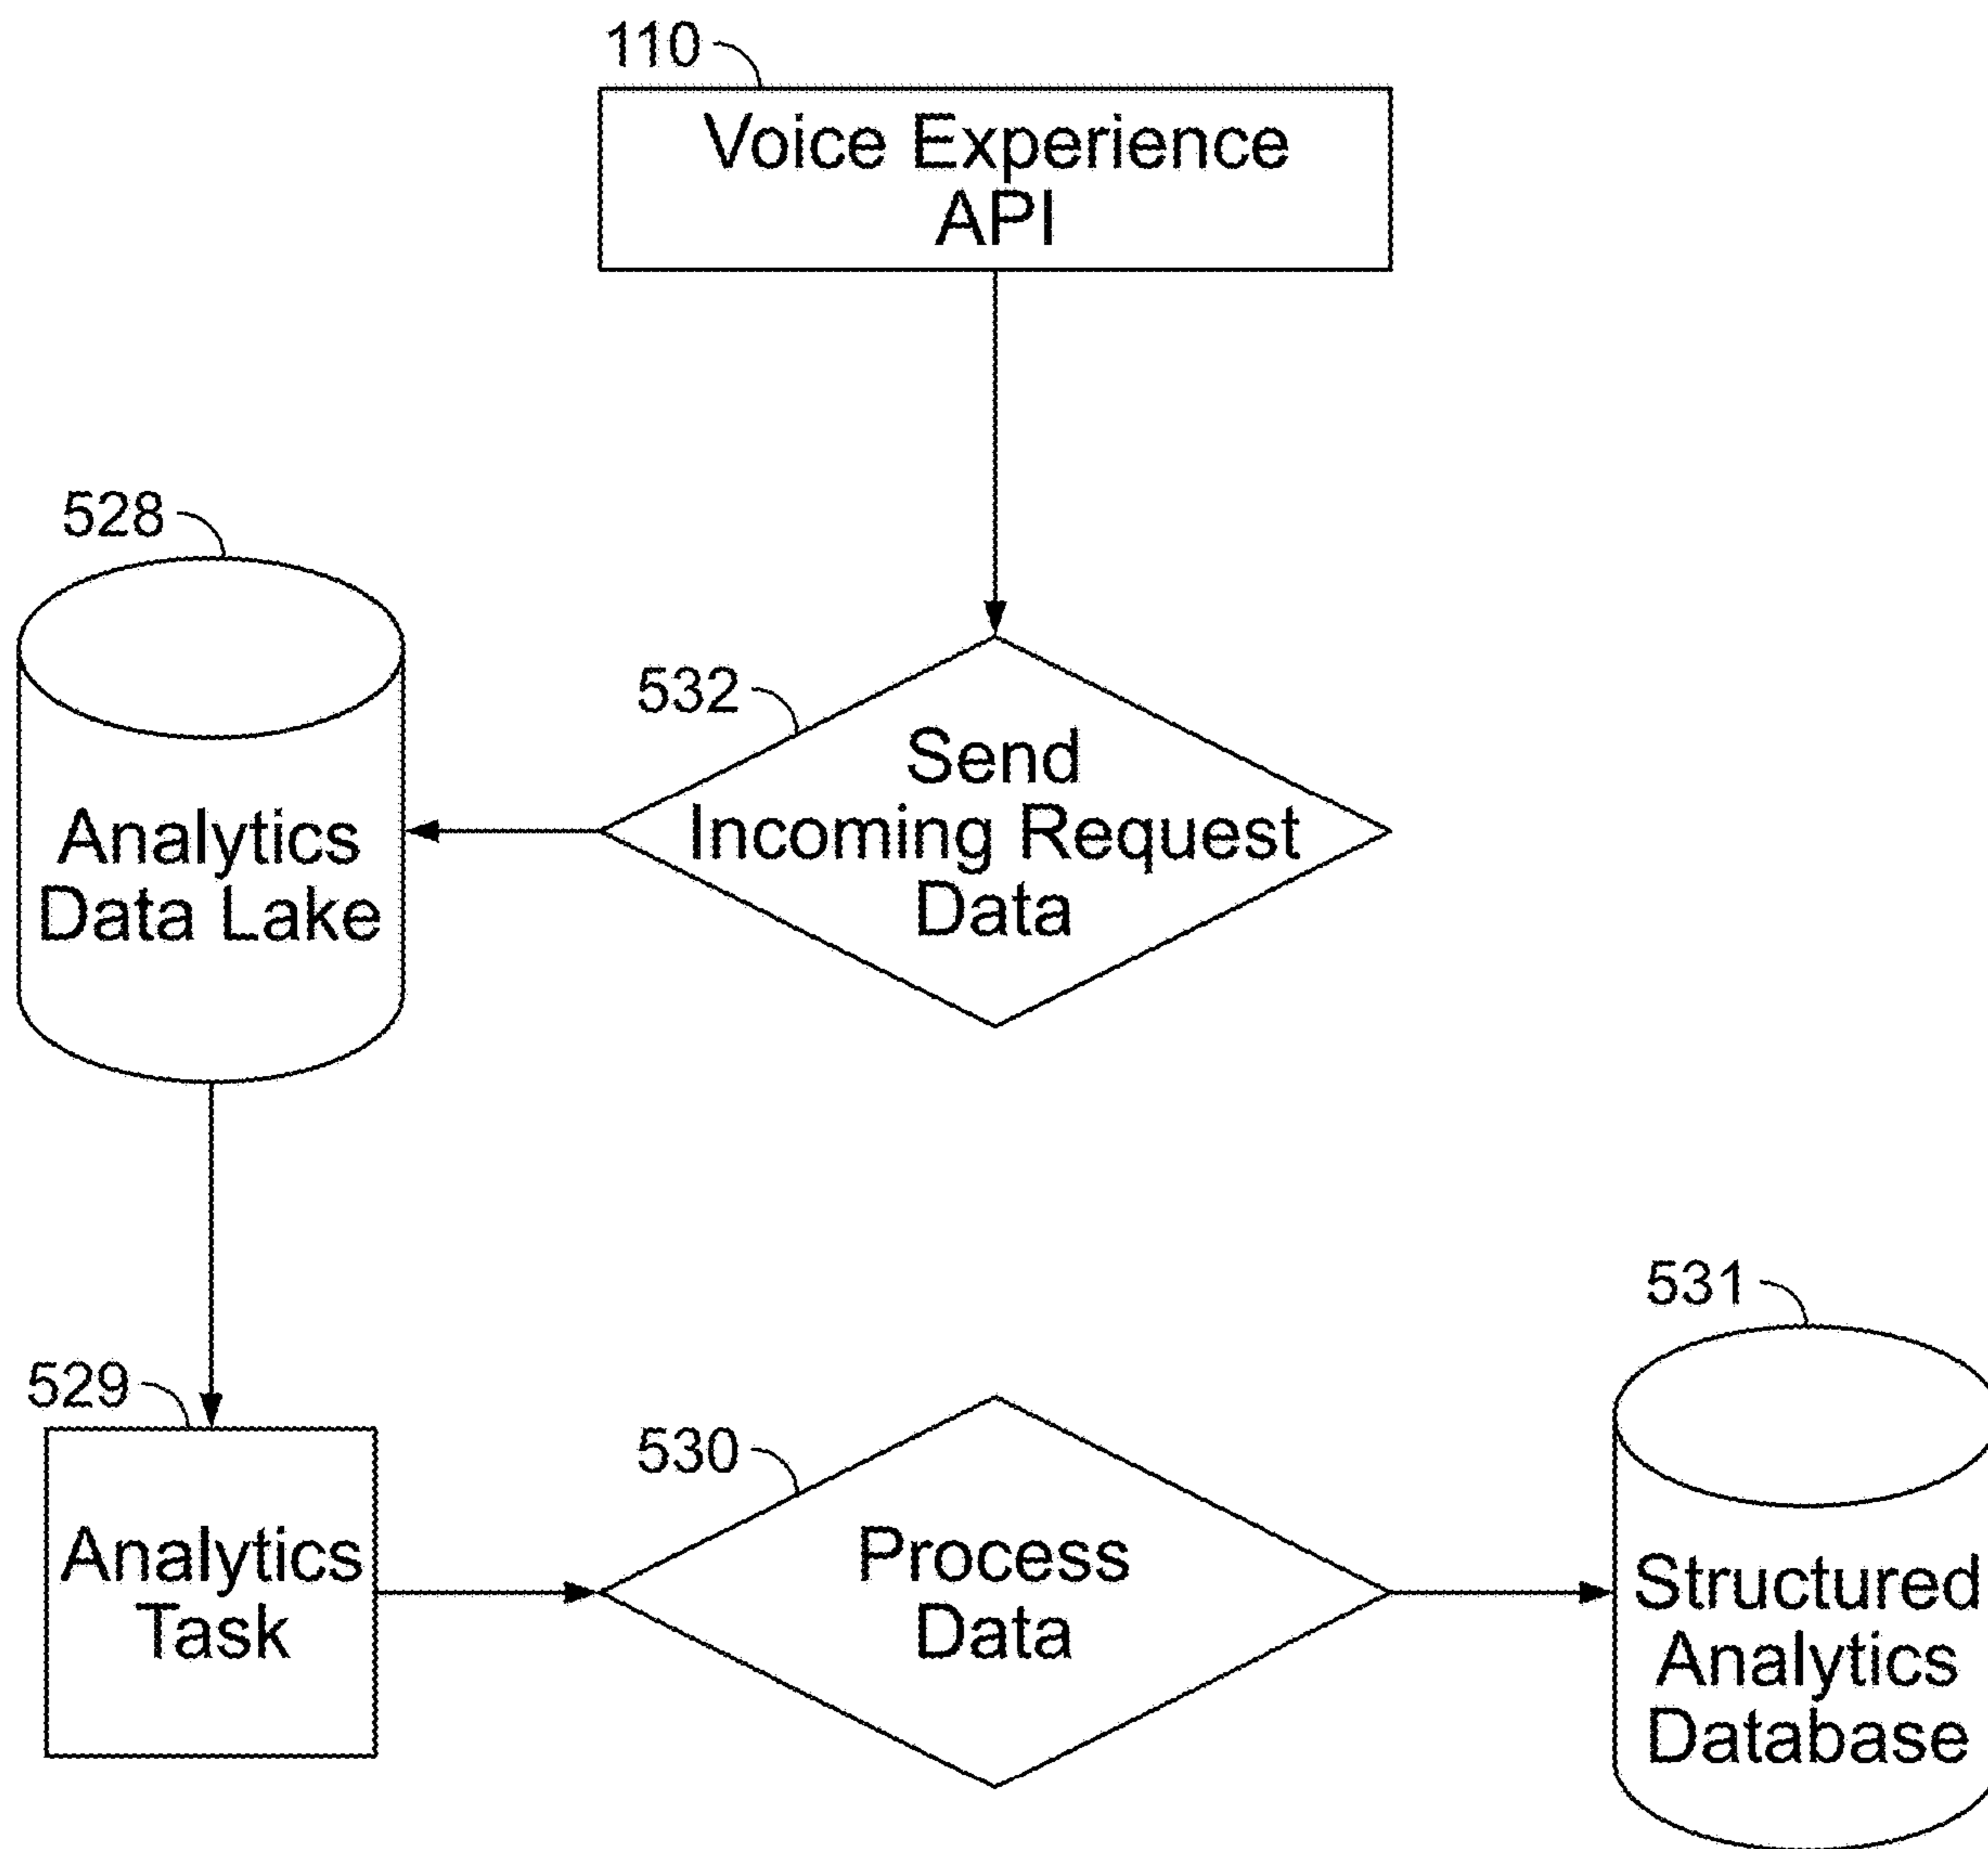 110
Voice Experience
API
528
532
Send
Incoming Request
Data
Analytics
Data Lake
529
530
531
Analytics
Task
Process
Data
Structured
Analytics
Database